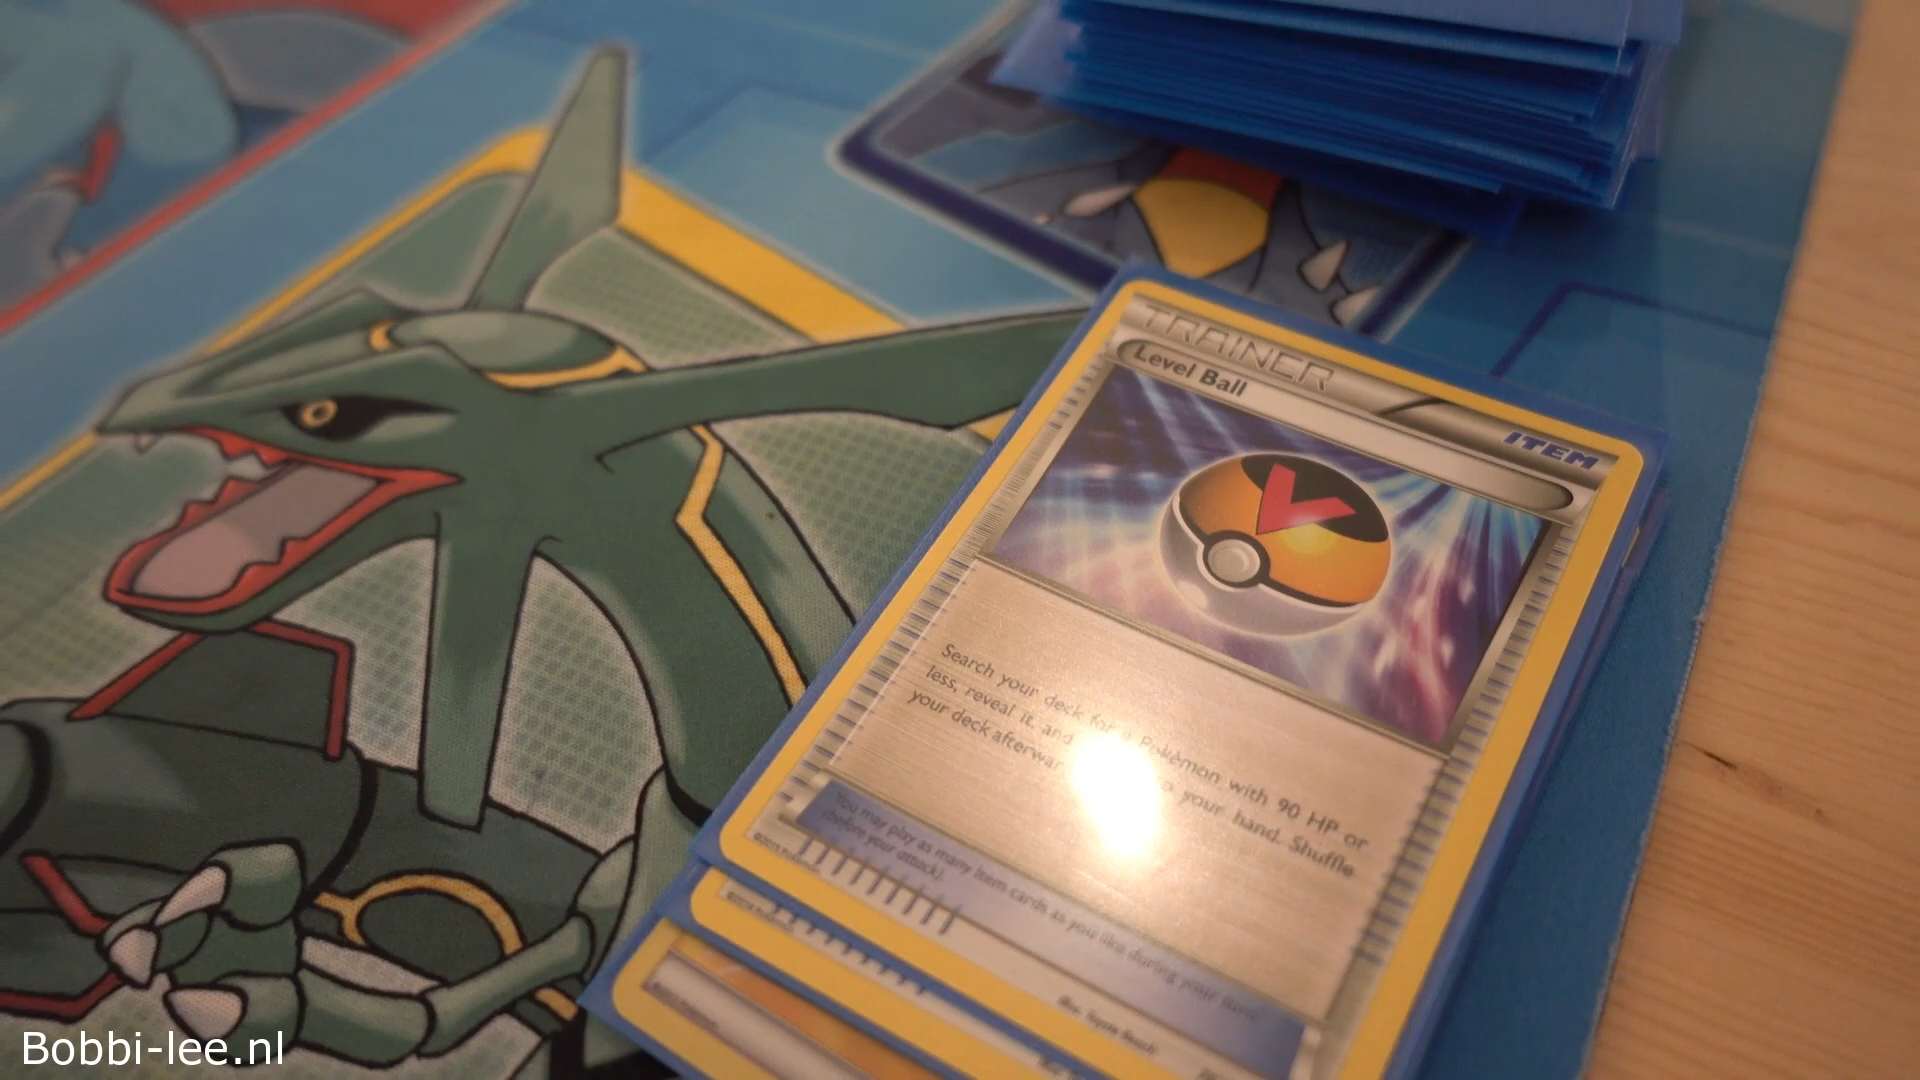 TRAINER
Level Ball
ITEM
Search your deck for a Pokémon with 90 HP or
less, reveal it, and to your hand. Shuffle
your deck afterwar
You may play as many Item cards as you like during your turn
(before your attack).
Bobbi-lee.nl